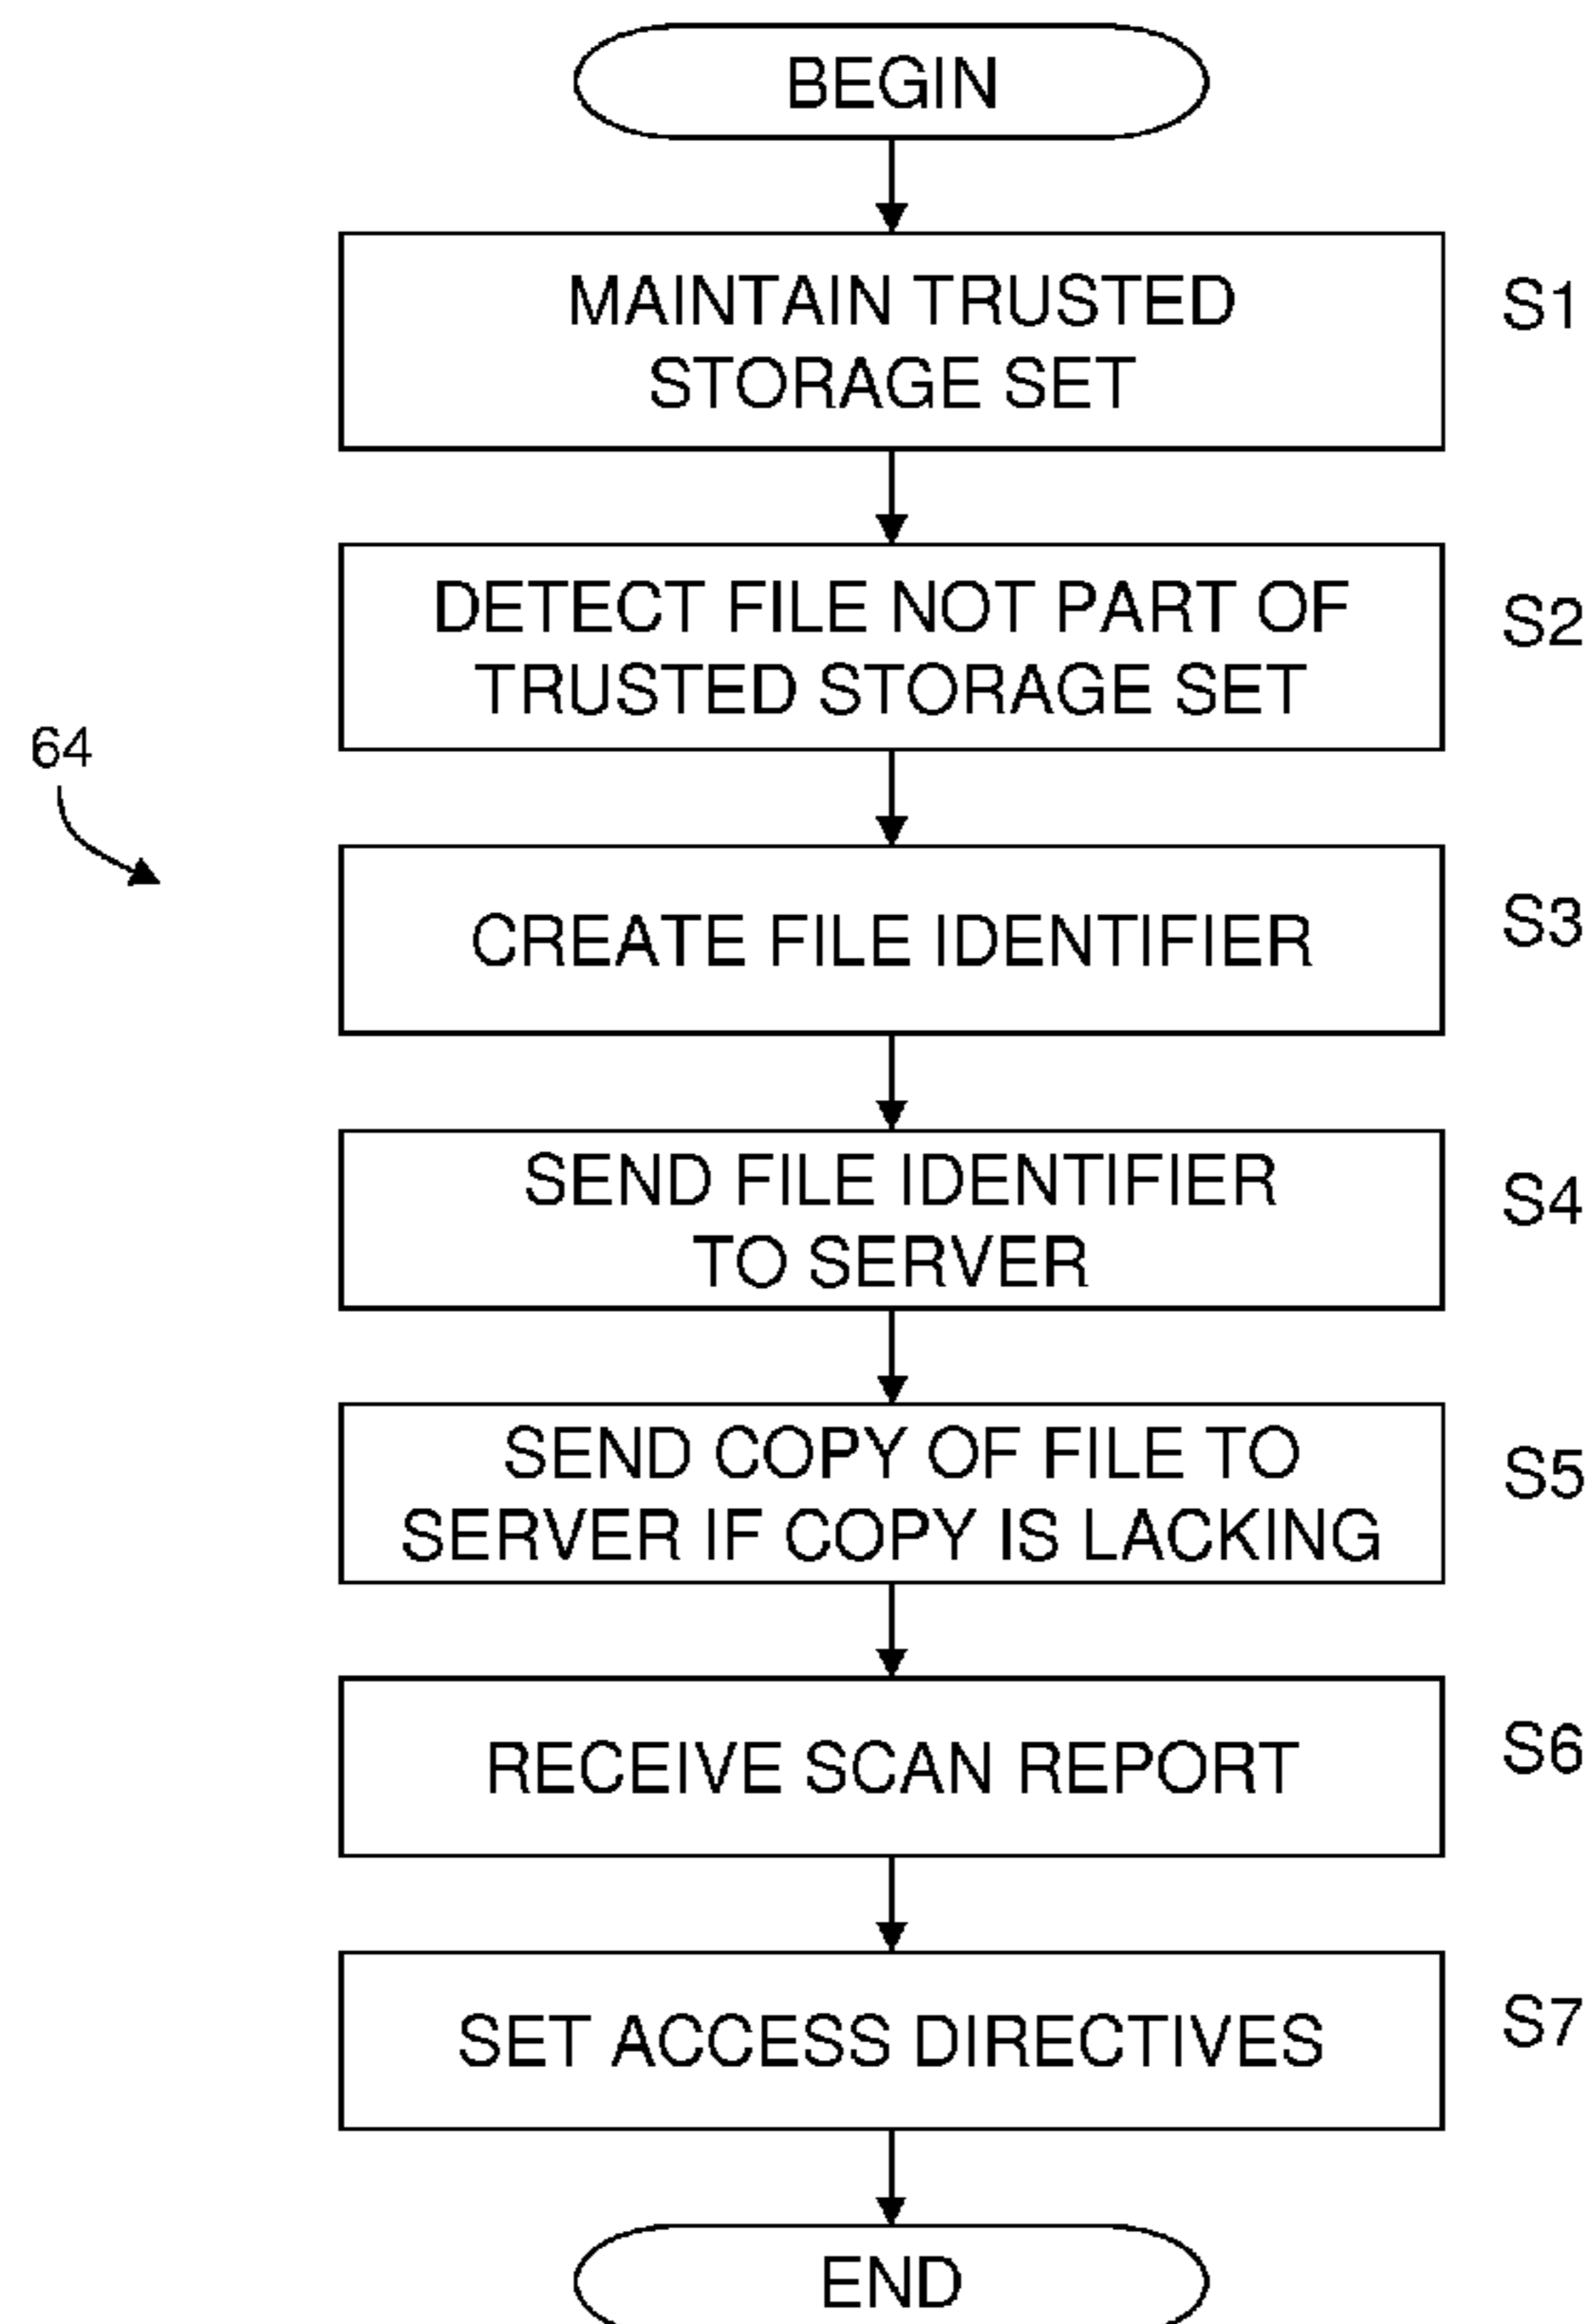 BEGIN
MAINTAIN TRUSTED
STORAGE SET
S1
DETECT FILE NOT PART OF
TRUSTED STORAGE SET
S2
64
CREATE FILE IDENTIFIER
S3
SEND FILE IDENTIFIER
TO SERVER
S4
SEND COPY OF FILE TO
SERVER IF COPY IS LACKING
S5
RECEIVE SCAN REPORT
S6
SET ACCESS DIRECTIVES
S7
END